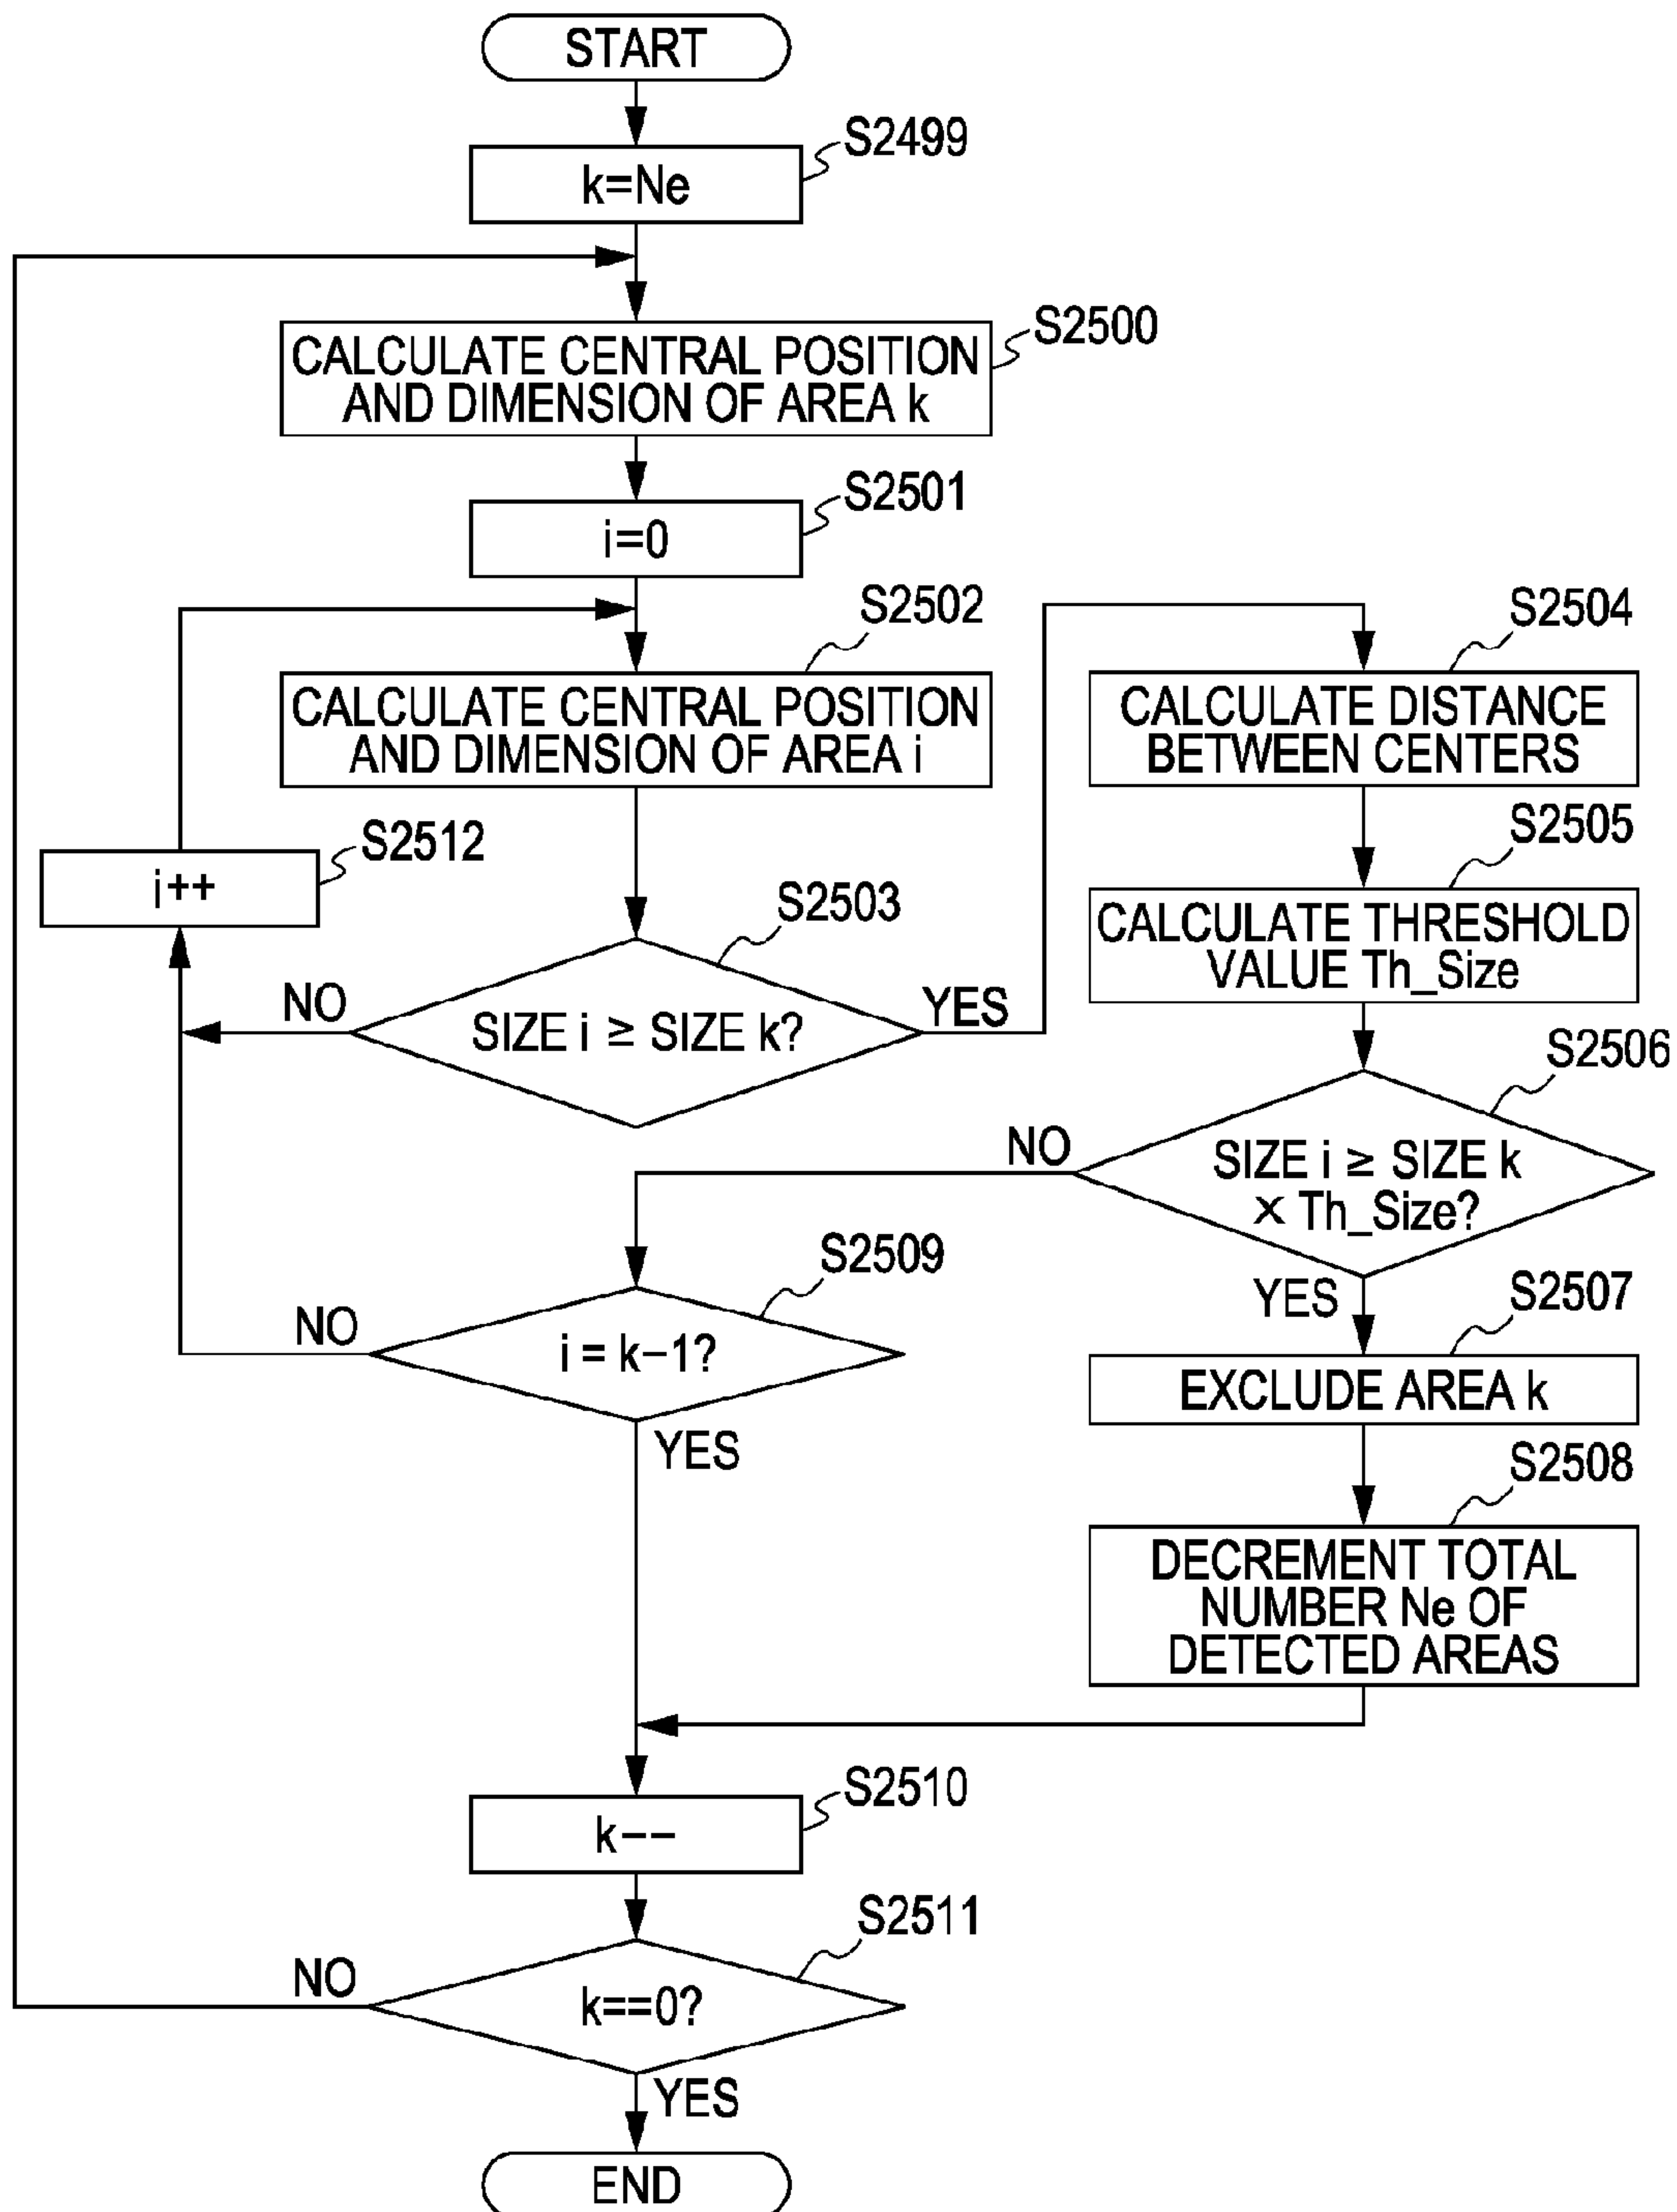 START
S2499
k=Ne
S2500
CALCULATE CENTRAL POSITION
AND DIMENSION OF AREA k
S2501
i=0
S2502
CALCULATE CENTRAL POSITION
AND DIMENSION OF AREA i
S2512
i++
S2503
SIZE i ≥ SIZE k?
NO
YES
S2504
CALCULATE DISTANCE
BETWEEN CENTERS
S2505
CALCULATE THRESHOLD
VALUE Th_Size
S2506
SIZE i ≥ SIZE k
× Th_Size?
NO
YES
S2507
EXCLUDE AREA k
S2508
DECREMENT TOTAL
NUMBER Ne OF
DETECTED AREAS
S2509
i = k−1?
NO
YES
S2510
k−−
S2511
k==0?
NO
YES
END